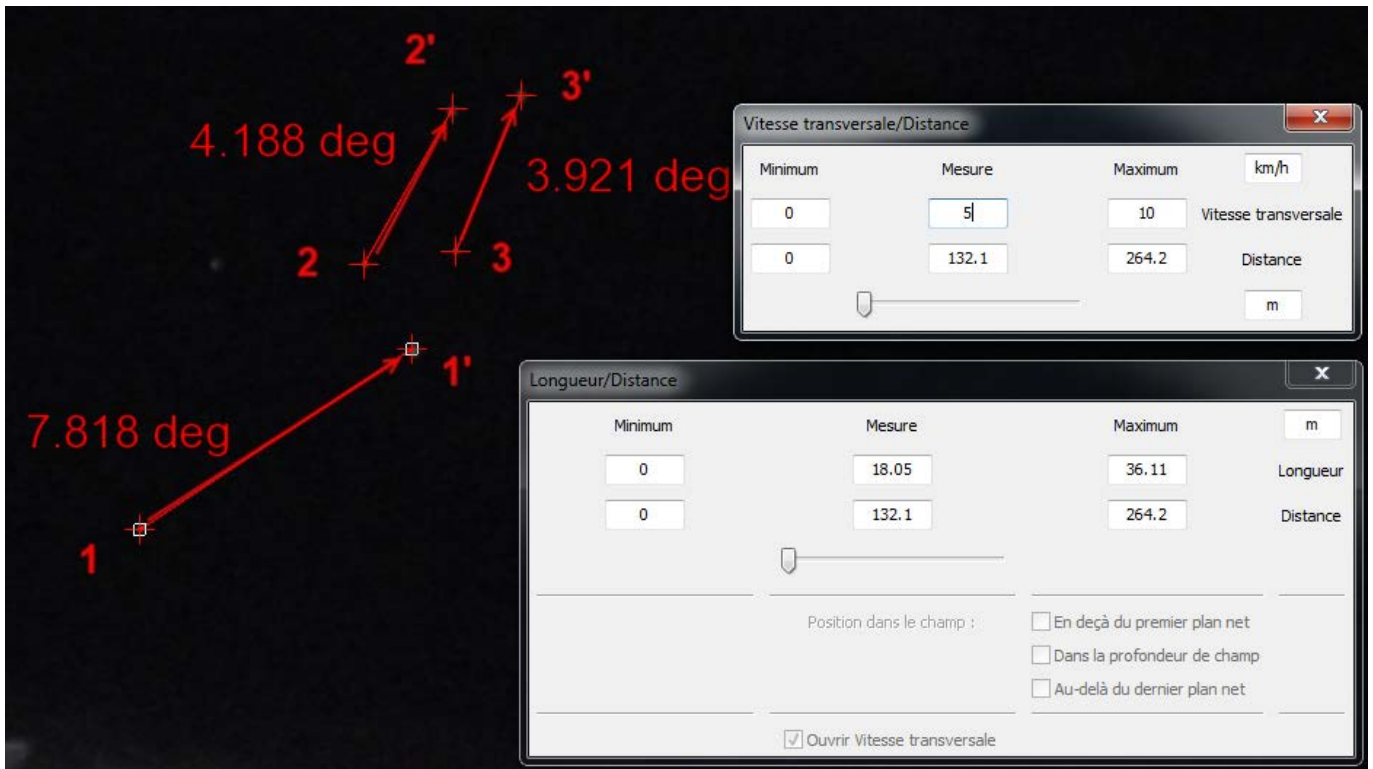 2'
3'
4.188 deg
3.921 deg
2
3
1'
7.818 deg
1
Vitesse transversale/Distance
x
Minimum Mesure Maximum km/h
0 5 10 Vitesse transversale
0 132.1 264.2 Distance
m
Longueur/Distance
x
Minimum Mesure Maximum m
0 18.05 36.11 Longueur
0 132.1 264.2 Distance
Position dans le champ : En deçà du premier plan net
Dans la profondeur de champ
Au-delà du dernier plan net
Ouvrir Vitesse transversale